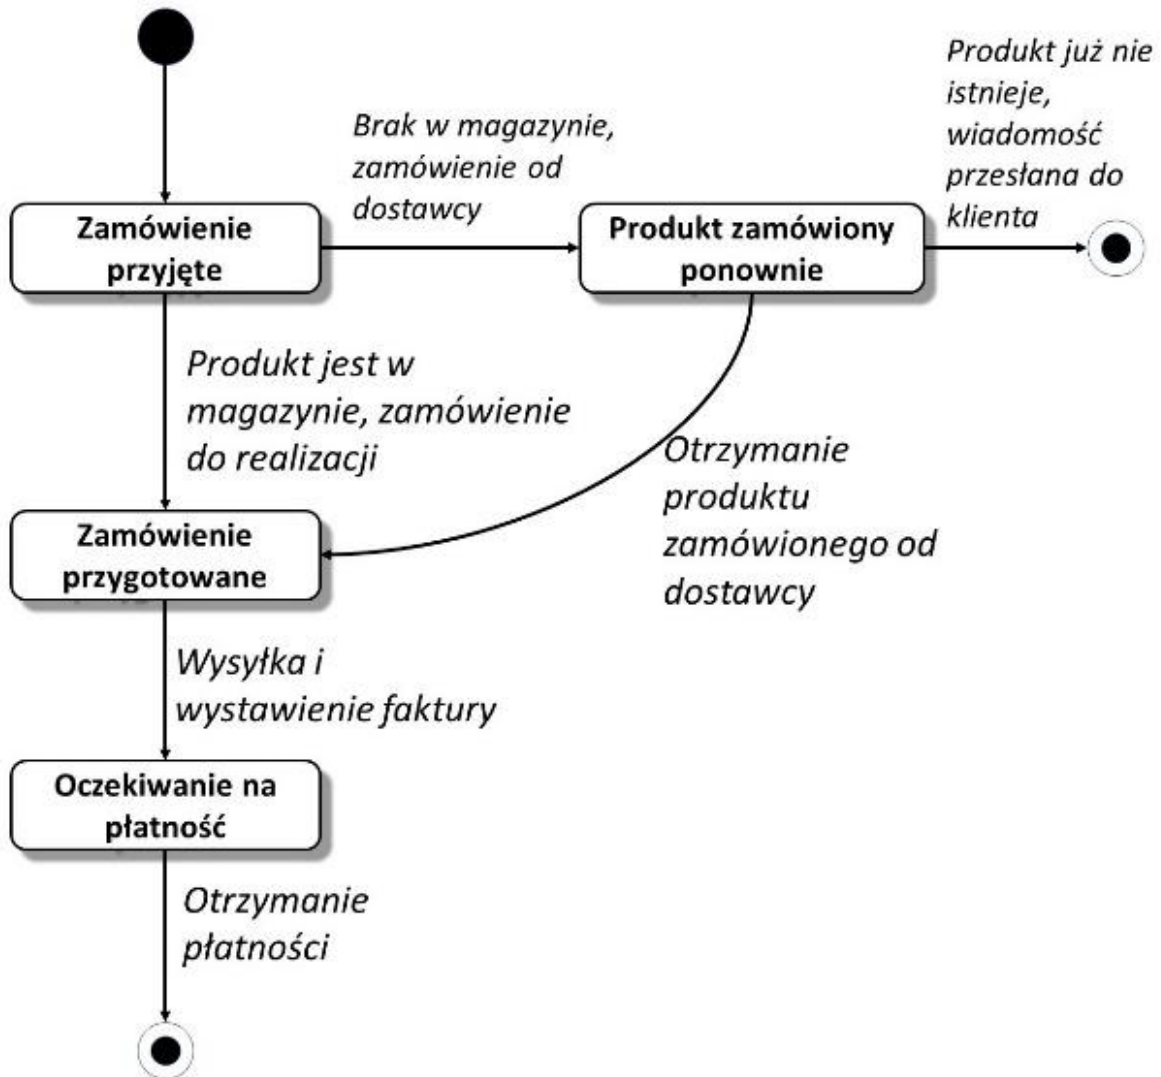 Produkt już nie
istnieje,
wiadomość
przesłana do
klienta
Brak w magazynie,
zamówienie od
dostawcy
Zamówienie
przyjęte
Produkt zamówiony
ponownie
Produkt jest w
magazynie, zamówienie
do realizacji
Otrzymanie
produktu
zamówionego od
dostawcy
Zamówienie
przygotowane
Wysyłka i
wystawienie faktury
Oczekiwanie na
płatność
Otrzymanie
płatności